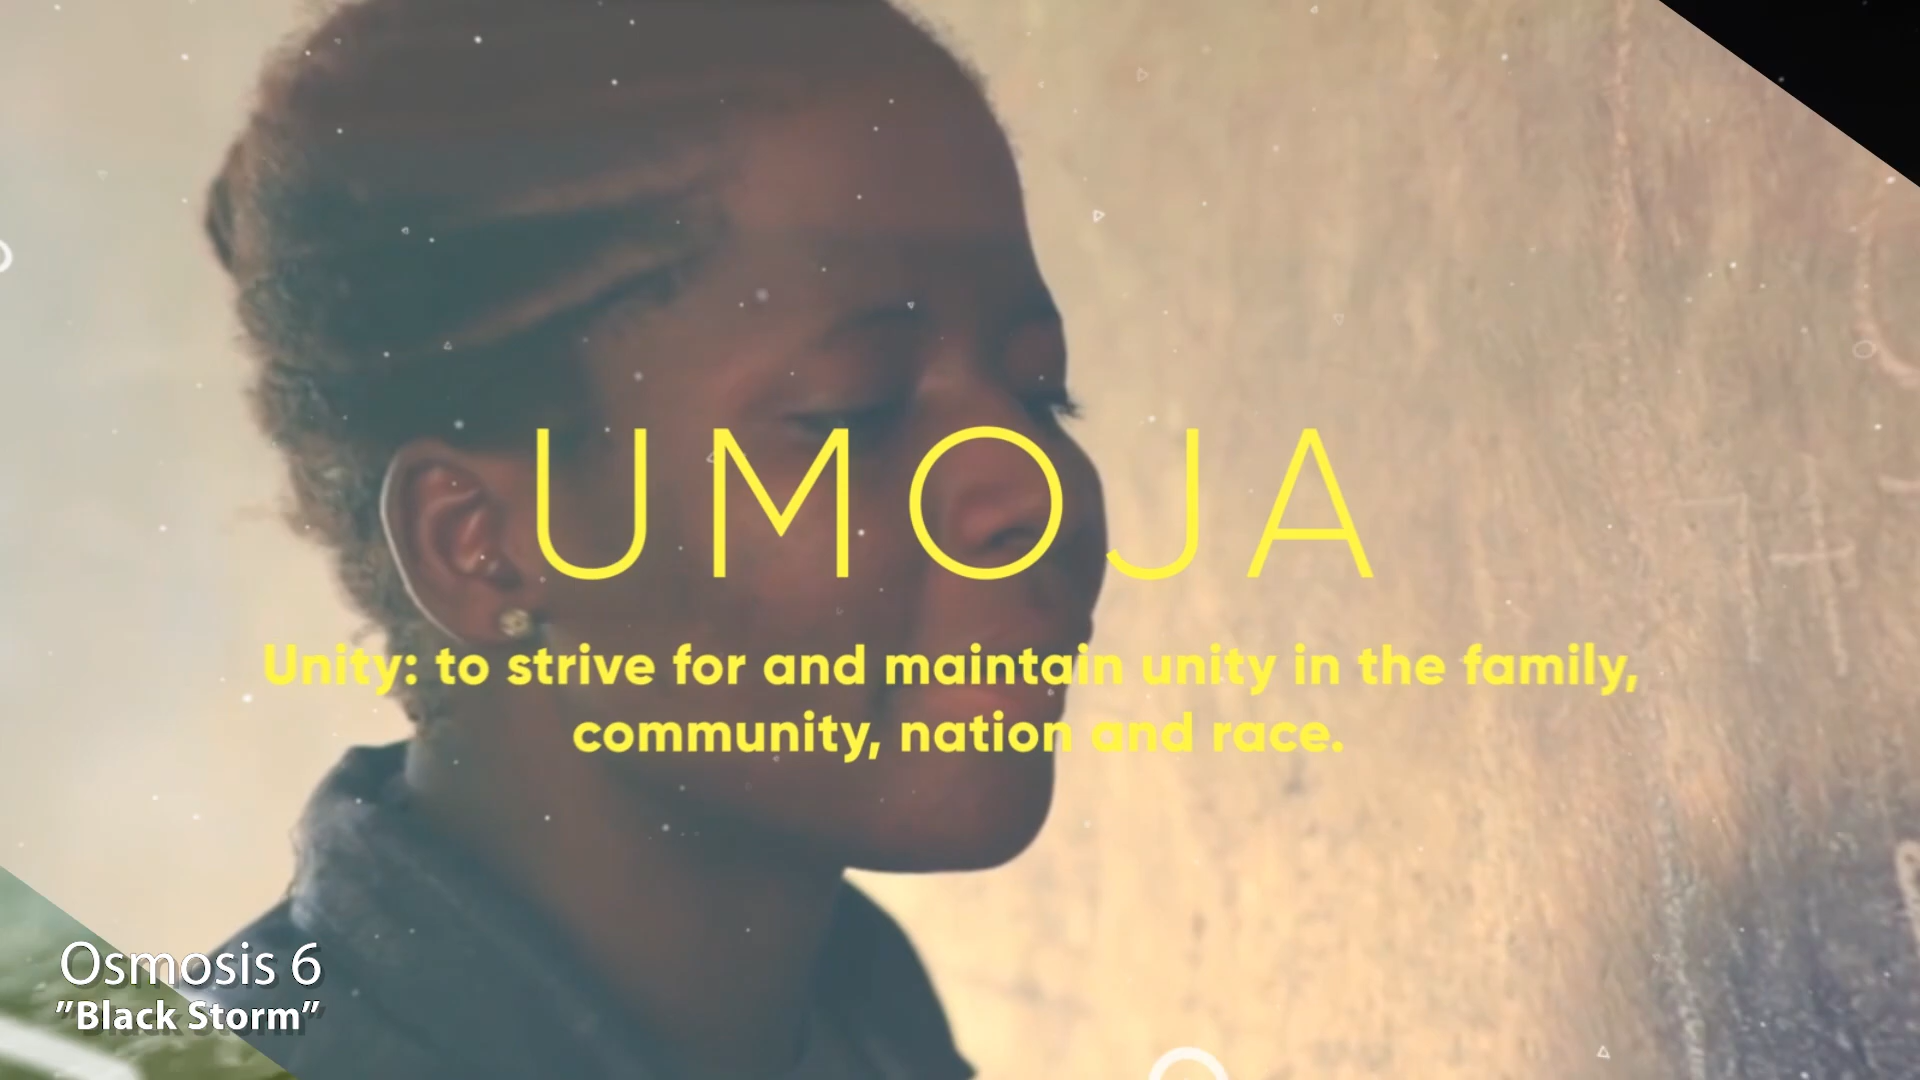 UMOJA
Unity: to strive for and maintain unity in the family,
community, nation and race.
Osmosis 6
”Black Storm”